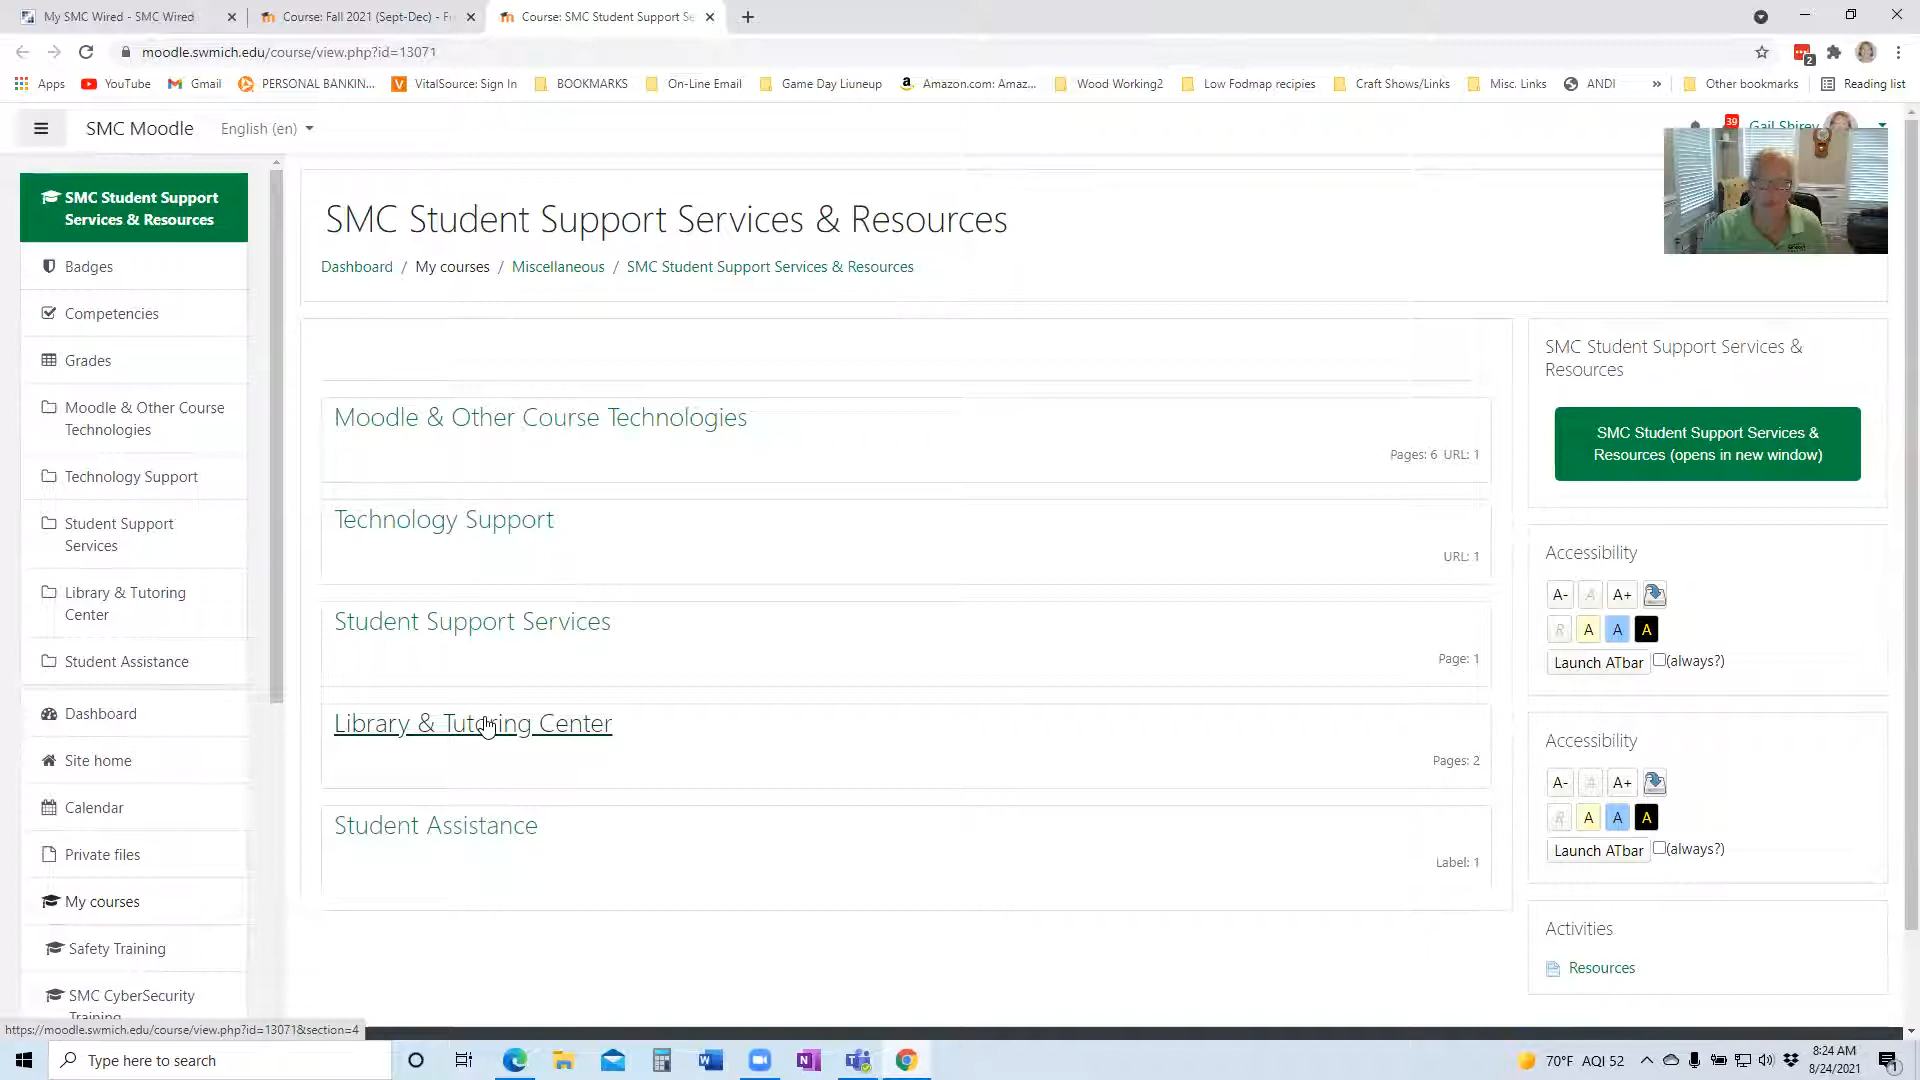 My SMC Wired - SMC Wired
Course: Fall 2021 (Sept-Dec) - F
Course: SMC Student Support Se
moodle.swmich.edu/course/view.php?id=13071
2
Apps
YouTube
Gmail
PERSONAL BANKIN...
VitalSource: Sign In
BOOKMARKS
On-Line Email
Game Day Liuneup
Amazon.com: Amaz...
Wood Working2
Low Fodmap recipies
Craft Shows/Links
Misc. Links
ANDI
»
Other bookmarks
Reading list
SMC Moodle
English (en)
39
Gail Shirey
SMC Student Support
Services & Resources
Badges
Competencies
Grades
Moodle & Other Course
Technologies
Technology Support
Student Support
Services
Library & Tutoring
Center
Student Assistance
Dashboard
Site home
Calendar
Private files
My courses
Safety Training
SMC CyberSecurity
Training
SMC Student Support Services & Resources
Dashboard / My courses / Miscellaneous / SMC Student Support Services & Resources
Moodle & Other Course Technologies
Pages: 6 URL: 1
Technology Support
URL: 1
Student Support Services
Page: 1
Library & Tutoring Center
Pages: 2
Student Assistance
Label: 1
SMC Student Support Services &
Resources
SMC Student Support Services &
Resources (opens in new window)
Accessibility
A- A A+
R A A A
Launch ATbar (always?)
Accessibility
A- A A+
R A A A
Launch ATbar (always?)
Activities
Resources
https://moodle.swmich.edu/course/view.php?id=13071&section=4
Type here to search
70°F AQI 52
8:24 AM
8/24/2021
1